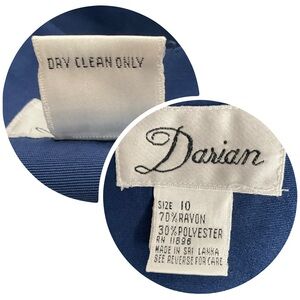 DRY CLEAN ONLY
Darian
SIZE 10
70% RAYON
30% POLYESTER
RN 11896
MADE IN SRI LANKA
SEE REVERSE FOR CARE